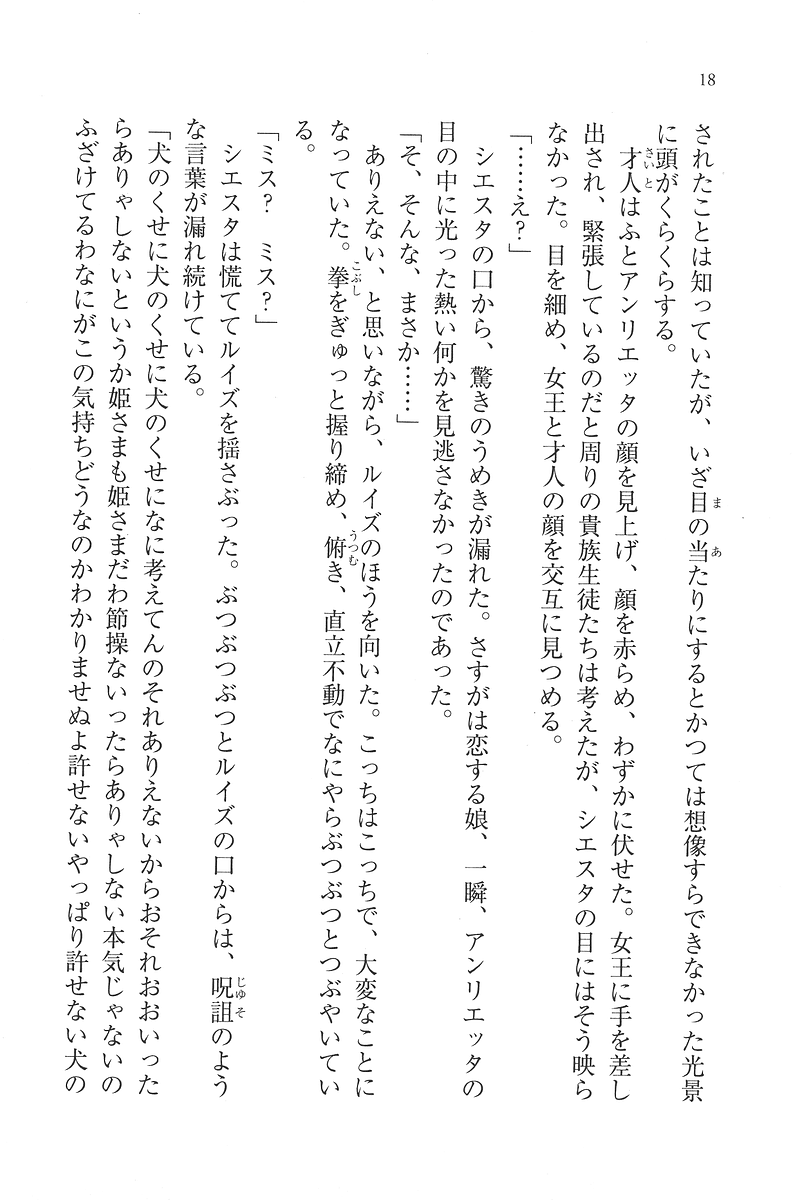 18
されたことは知っていたが、いざ目の当たりにするとかつては想像すらできなかった光景
に頭がくらくらする。
　才人はふとアンリエッタの顔を見上げ、顔を赤らめ、わずかに伏せた。女王に手を差し
出され、緊張しているのだと周りの貴族生徒たちは考えたが、シエスタの目にはそう映ら
なかった。目を細め、女王と才人の顔を交互に見つめる。
「……え？」
　シエスタの口から、驚きのうめきが漏れた。さすがは恋する娘、一瞬、アンリエッタの
目の中に光った熱い何かを見逃さなかったのであった。
「そ、そんな、まさか……」
　ありえない、と思いながら、ルイズのほうを向いた。こっちはこっちで、大変なことに
なっていた。拳をぎゅっと握り締め、俯き、直立不動でなにやらぶつぶつとつぶやいてい
る。
「ミス？　ミス？」
　シエスタは慌ててルイズを揺さぶった。ぶつぶつぶつとルイズの口からは、呪詛のよう
な言葉が漏れ続けている。
「犬のくせに犬のくせに犬のくせになに考えてんのそれありえないからおそれおおいった
らありゃしないというか姫さまも姫さまだわ節操ないったらありゃしない本気じゃないの
ふざけてるわなにがこの気持ちどうなのかわかりませぬよ許せないやっぱり許せない犬の